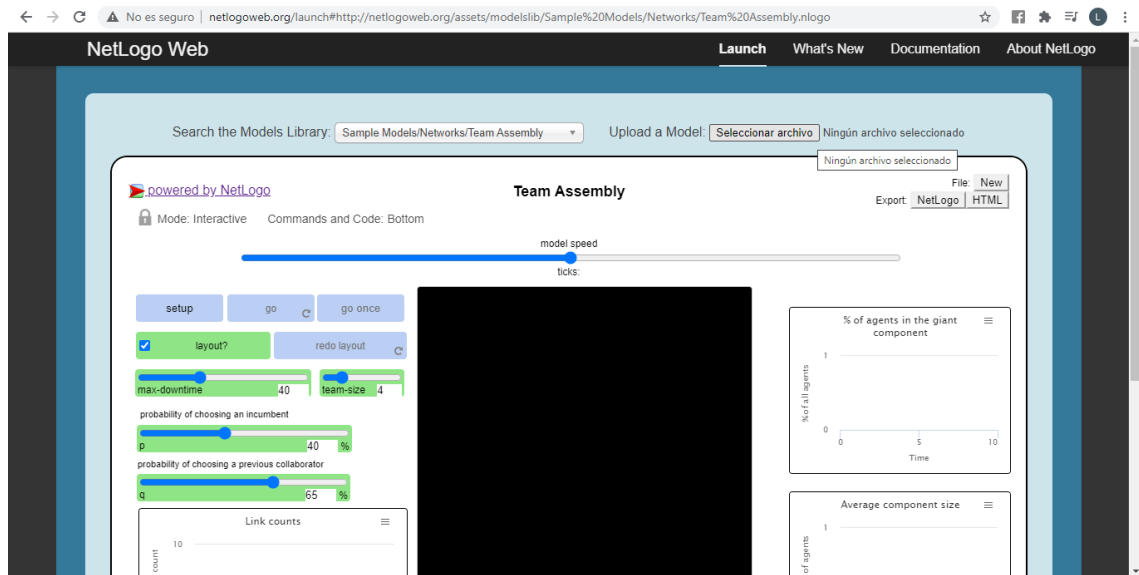 No es seguro | netlogoweb.org/launch#http://netlogoweb.org/assets/modelslib/Sample%20Models/Networks/Team%20Assembly.nlogo
L
NetLogo Web
Launch What's New Documentation About NetLogo
Search the Models Library: Sample Models/Networks/Team Assembly Upload a Model: Seleccionar archivo Ningún archivo seleccionado
Ningún archivo seleccionado
powered by NetLogo
Team Assembly
File: New
Export: NetLogo HTML
Mode: Interactive Commands and Code: Bottom
model speed
ticks:
setup go go once
layout? redo layout
max-downtime 40 team-size 4
probability of choosing an incumbent
p 40 %
probability of choosing a previous collaborator
q 65 %
Link counts
10
count
% of agents in the giant
component
1
% of all agents
0
0 5 10
Time
Average component size
1
of agents